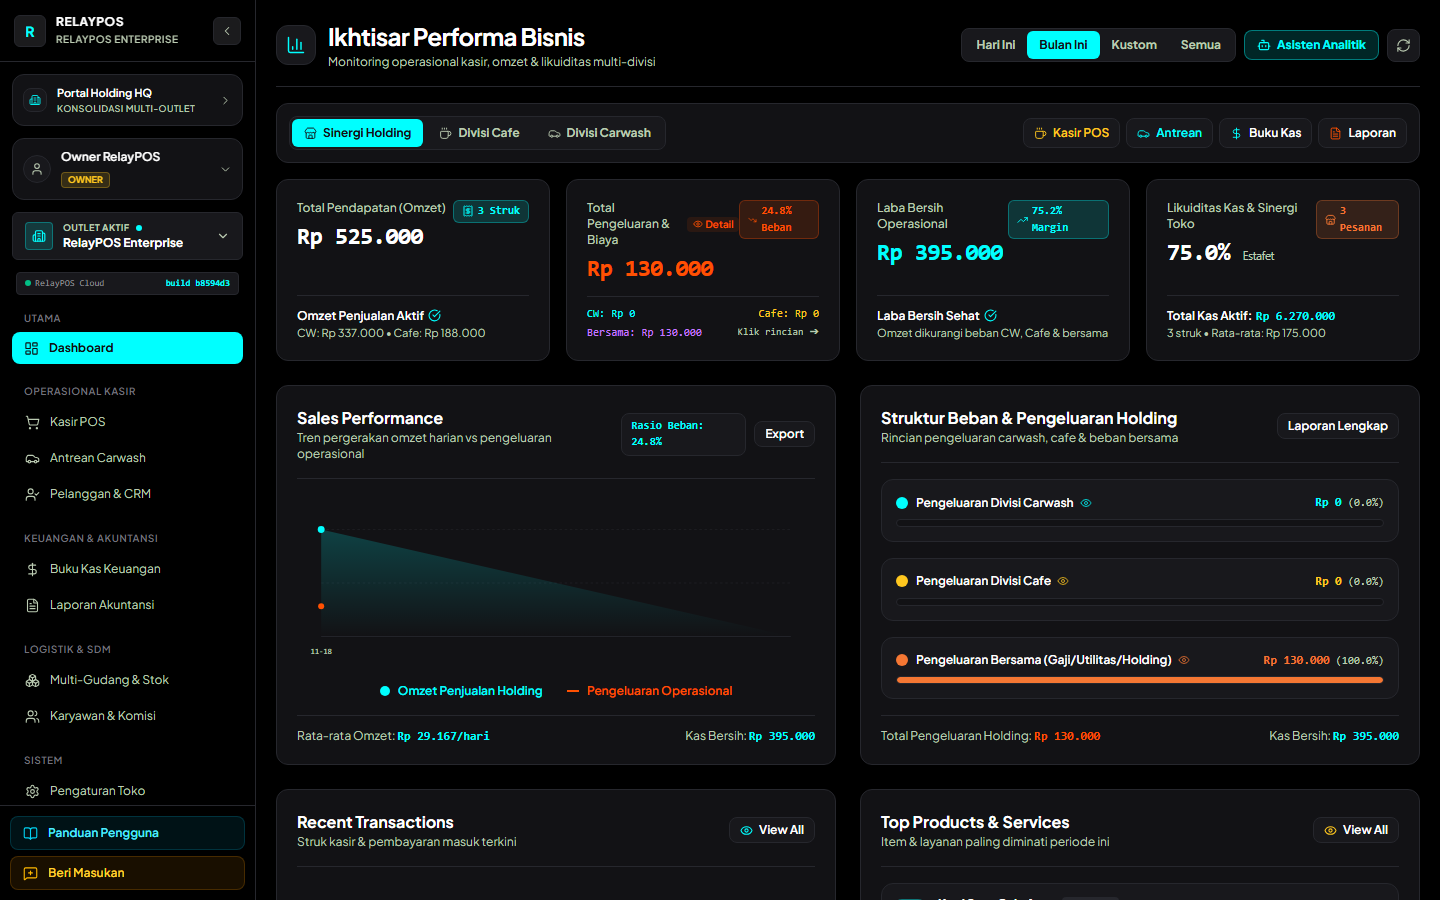 R
RELAYPOS
RELAYPOS ENTERPRISE
Portal Holding HQ
KONSOLIDASI MULTI-OUTLET
Owner RelayPOS
OWNER
OUTLET AKTIF
RelayPOS Enterprise
RelayPOS Cloud build b8594d3
UTAMA
Dashboard
OPERASIONAL KASIR
Kasir POS
Antrean Carwash
Pelanggan & CRM
KEUANGAN & AKUNTANSI
Buku Kas Keuangan
Laporan Akuntansi
LOGISTIK & SDM
Multi-Gudang & Stok
Karyawan & Komisi
SISTEM
Pengaturan Toko
Panduan Pengguna
Beri Masukan
Ikhtisar Performa Bisnis
Monitoring operasional kasir, omzet & likuiditas multi-divisi
Hari Ini Bulan Ini Kustom Semua
Asisten Analitik
Sinergi Holding Divisi Cafe Divisi Carwash
Kasir POS Antrean Buku Kas Laporan
Total Pendapatan (Omzet) 3 Struk
Rp 525.000
Omzet Penjualan Aktif
CW: Rp 337.000 • Cafe: Rp 188.000
Total
Pengeluaran &
Biaya
Detail
24.8%
Beban
Rp 130.000
CW: Rp 0 Cafe: Rp 0
Bersama: Rp 130.000 Klik rincian →
Laba Bersih
Operasional
75.2%
Margin
Rp 395.000
Laba Bersih Sehat
Omzet dikurangi beban CW, Cafe & bersama
Likuiditas Kas & Sinergi
Toko
3
Pesanan
75.0% Estafet
Total Kas Aktif: Rp 6.270.000
3 struk • Rata-rata: Rp 175.000
Sales Performance
Tren pergerakan omzet harian vs pengeluaran
operasional
Rasio Beban:
24.8%
Export
11-18
Omzet Penjualan Holding Pengeluaran Operasional
Rata-rata Omzet: Rp 29.167/hari Kas Bersih: Rp 395.000
Struktur Beban & Pengeluaran Holding
Rincian pengeluaran carwash, cafe & beban bersama
Laporan Lengkap
Pengeluaran Divisi Carwash Rp 0 (0.0%)
Pengeluaran Divisi Cafe Rp 0 (0.0%)
Pengeluaran Bersama (Gaji/Utilitas/Holding) Rp 130.000 (100.0%)
Total Pengeluaran Holding: Rp 130.000 Kas Bersih: Rp 395.000
Recent Transactions
Struk kasir & pembayaran masuk terkini
View All
Top Products & Services
Item & layanan paling diminati periode ini
View All